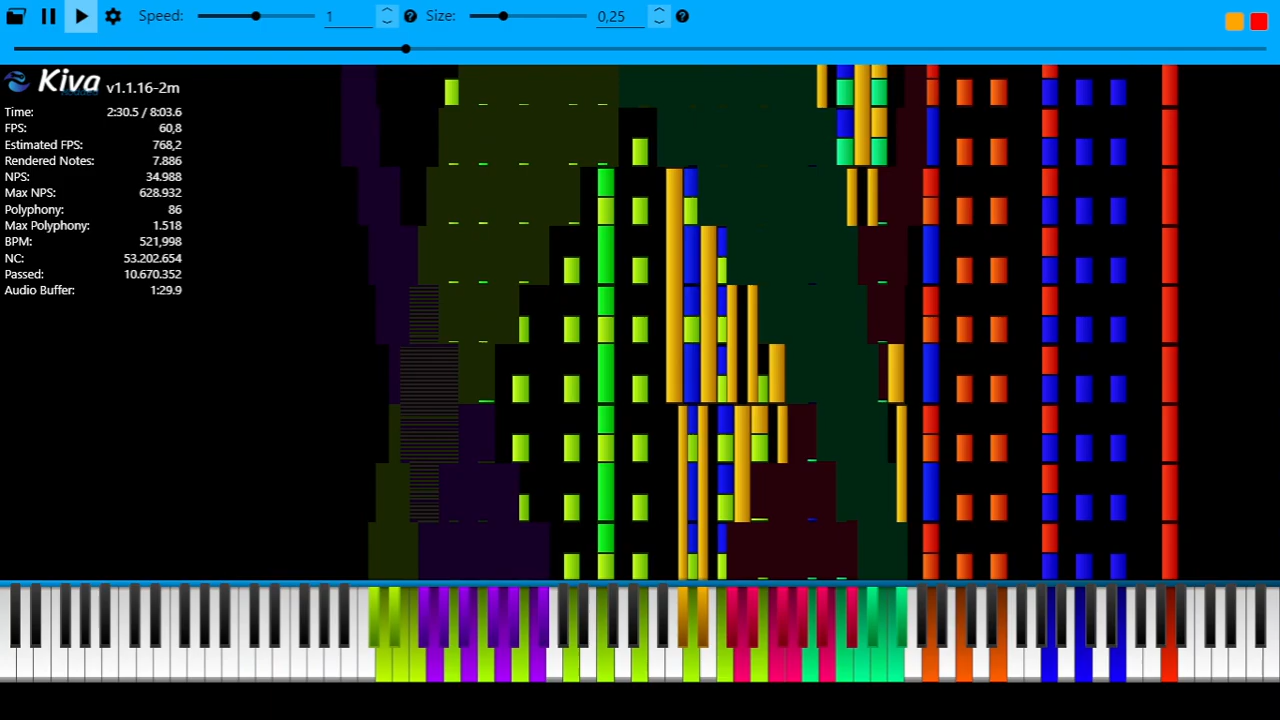 Speed: 1 ? Size: 0,25 ?
Kiva v1.1.16-2m
Time: 2:30.5 / 8:03.6
FPS: 60,8
Estimated FPS: 768,2
Rendered Notes: 7.886
NPS: 34.988
Max NPS: 628.932
Polyphony: 86
Max Polyphony: 1.518
BPM: 521,998
NC: 53.202.654
Passed: 10.670.352
Audio Buffer: 1:29.9